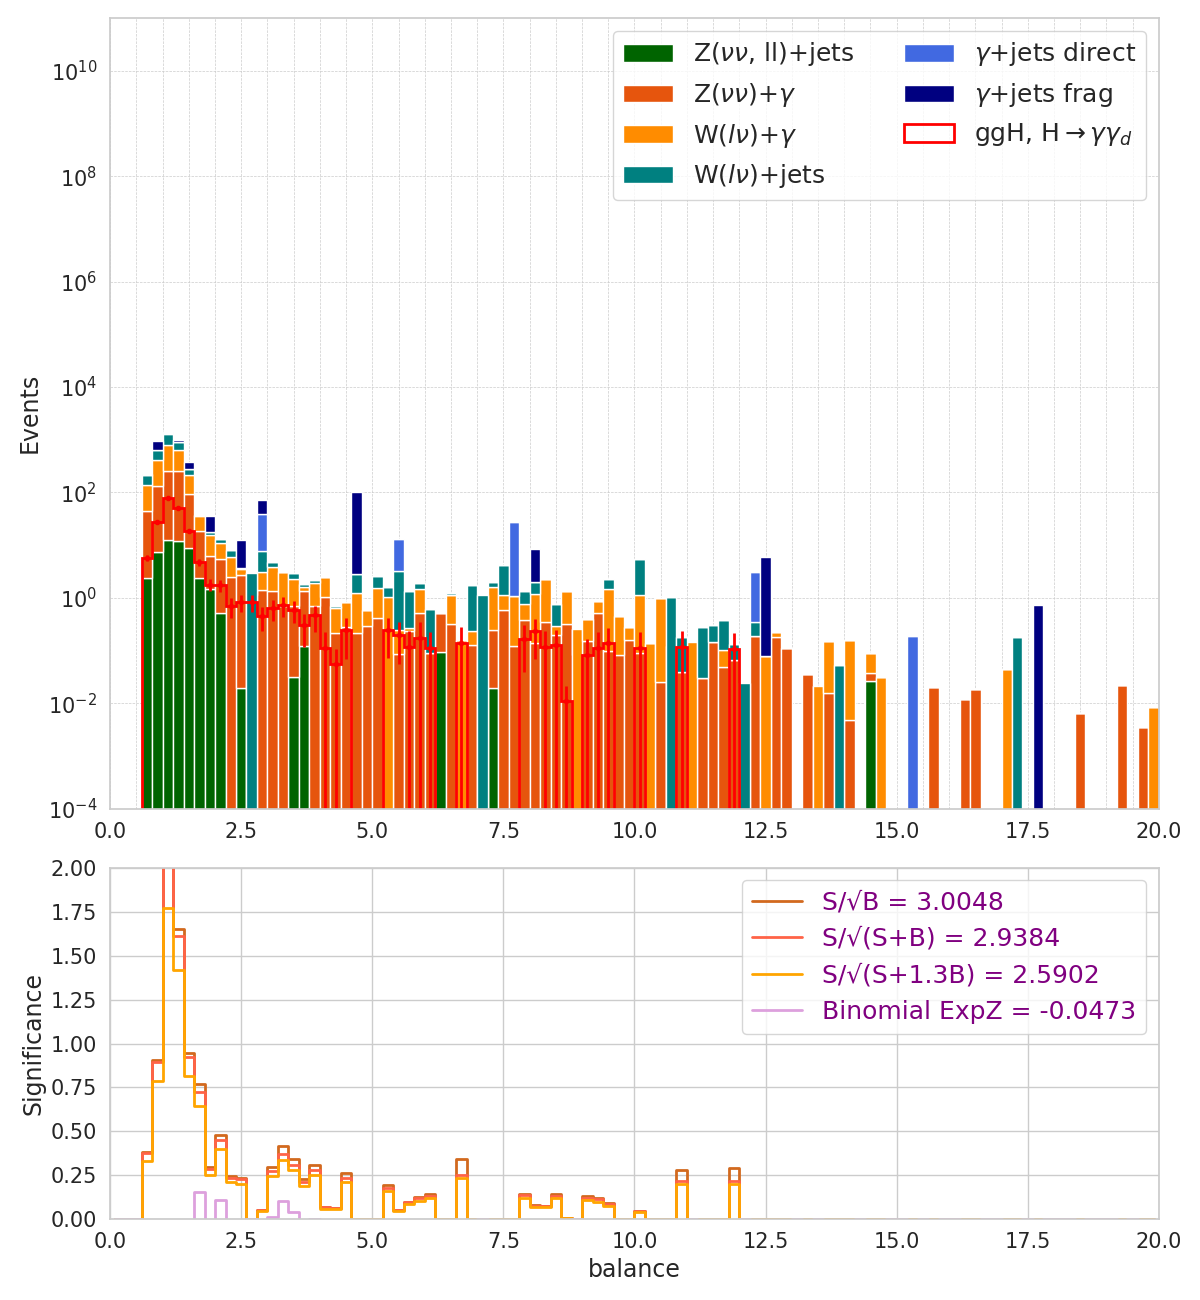 Events
10^10
10^8
10^6
10^4
10^2
10^0
10^−2
10^−4
Z(νν, ll)+jets
Z(νν)+γ
W(lν)+γ
W(lν)+jets
γ+jets direct
γ+jets frag
ggH, H→γγ_d
0.0 2.5 5.0 7.5 10.0 12.5 15.0 17.5 20.0
Significance
2.00
1.75
1.50
1.25
1.00
0.75
0.50
0.25
0.00
S/√B = 3.0048
S/√(S+B) = 2.9384
S/√(S+1.3B) = 2.5902
Binomial ExpZ = -0.0473
0.0 2.5 5.0 7.5 10.0 12.5 15.0 17.5 20.0
balance